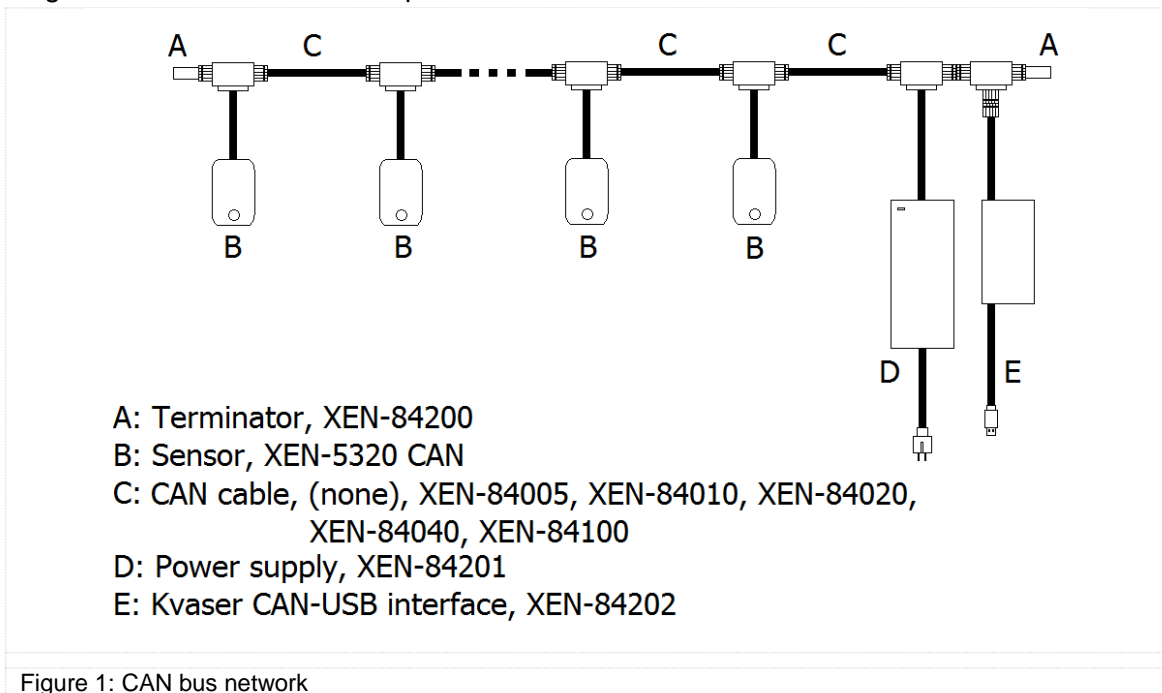 A C C C A
B B B B
D E
A: Terminator, XEN-84200
B: Sensor, XEN-5320 CAN
C: CAN cable, (none), XEN-84005, XEN-84010, XEN-84020,
XEN-84040, XEN-84100
D: Power supply, XEN-84201
E: Kvaser CAN-USB interface, XEN-84202
Figure 1: CAN bus network